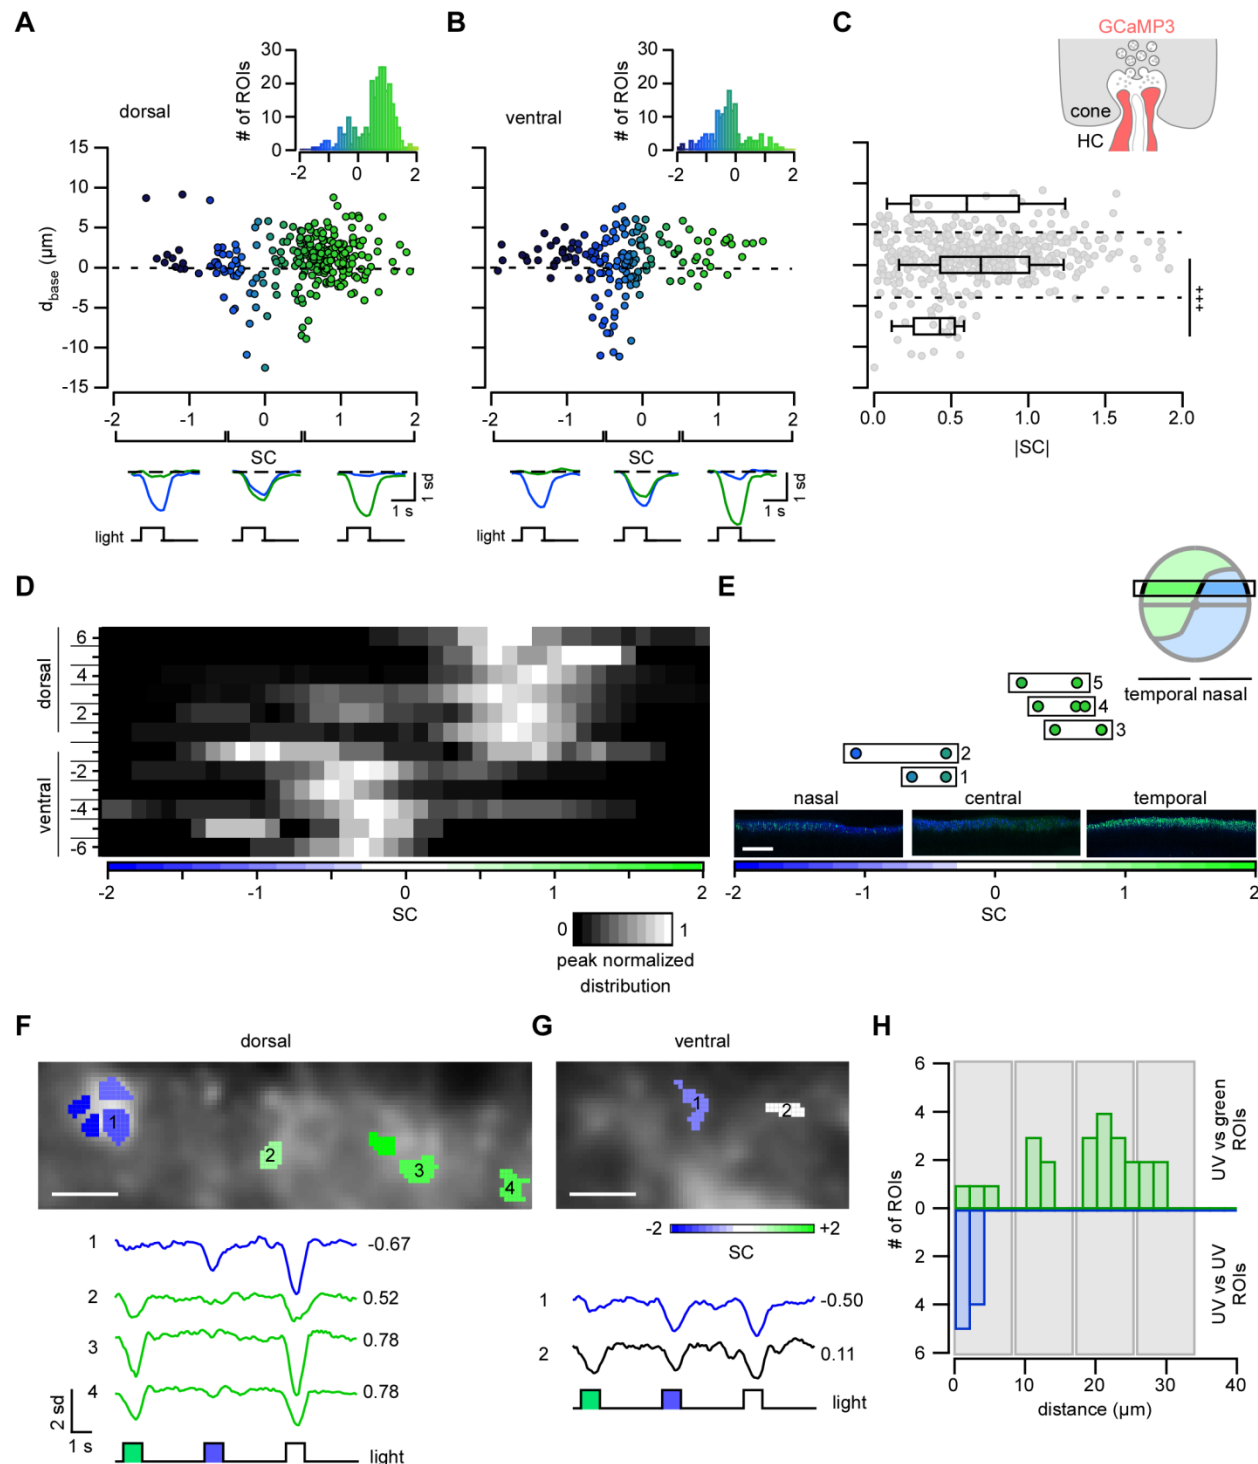 A
B
C
GCaMP3
cone
HC
dorsal
# of ROIs
30
20
10
0
-2
0
2
ventral
# of ROIs
30
20
10
0
-2
0
2
d_base (µm)
15
10
5
0
-5
-10
-15
-2
-1
0
1
2
SC
-2
-1
0
1
2
SC
+++
0.0
0.5
1.0
1.5
2.0
|SC|
1 sd
1 s
light
1 sd
1 s
light
D
dorsal
6
4
2
ventral
-2
-4
-6
-2
-1
0
1
2
SC
0
1
peak normalized
distribution
E
temporal nasal
5
4
3
2
1
nasal
central
temporal
-2
-1
0
1
2
SC
F
dorsal
1
2
3
4
1
-0.67
2
0.52
3
0.78
4
0.78
2 sd
1 s
light
G
ventral
1
2
-2
+2
SC
1
-0.50
2
0.11
light
H
# of ROIs
6
4
2
0
2
4
6
UV vs green
ROIs
UV vs UV
ROIs
0
10
20
30
40
distance (µm)